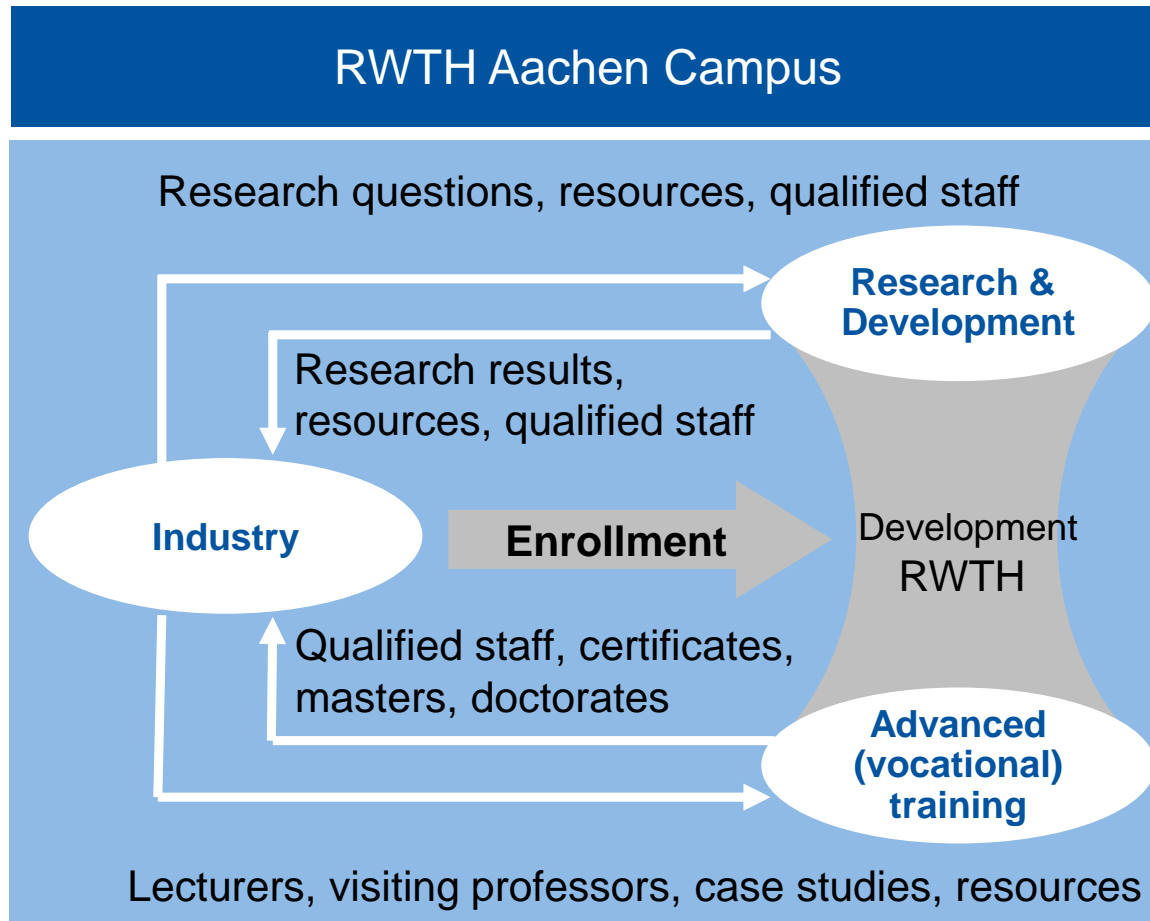 RWTH Aachen Campus
Research questions, resources, qualified staff
Research &
Development
Research results,
resources, qualified staff
Industry
Enrollment
Development
RWTH
Qualified staff, certificates,
masters, doctorates
Advanced
(vocational)
training
Lecturers, visiting professors, case studies, resources